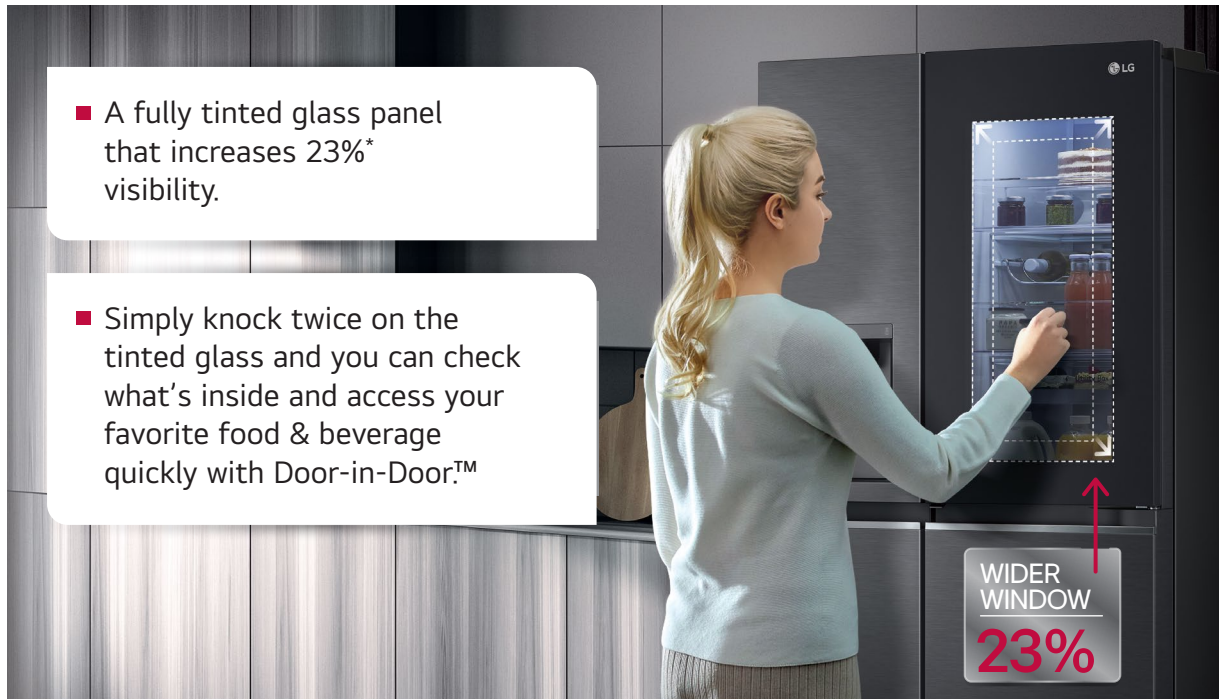 A fully tinted glass panel
that increases 23%*
visibility.
Simply knock twice on the
tinted glass and you can check
what's inside and access your
favorite food & beverage
quickly with Door-in-Door.™
LG
WIDER
WINDOW
23%